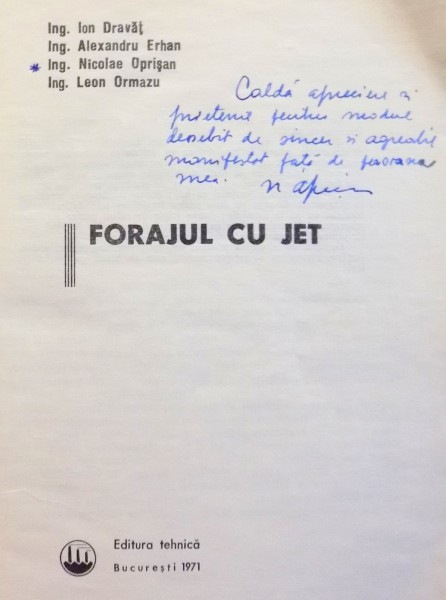 Ing. Ion Dravăț
Ing. Alexandru Erhan
* Ing. Nicolae Oprișan
Ing. Leon Ormazu
Caldă apreciere și
prietenie pentru modul
deosebit de sincer și agreabil
manifestat față de persoana
mea.
FORAJUL CU JET
Editura tehnică
București 1971